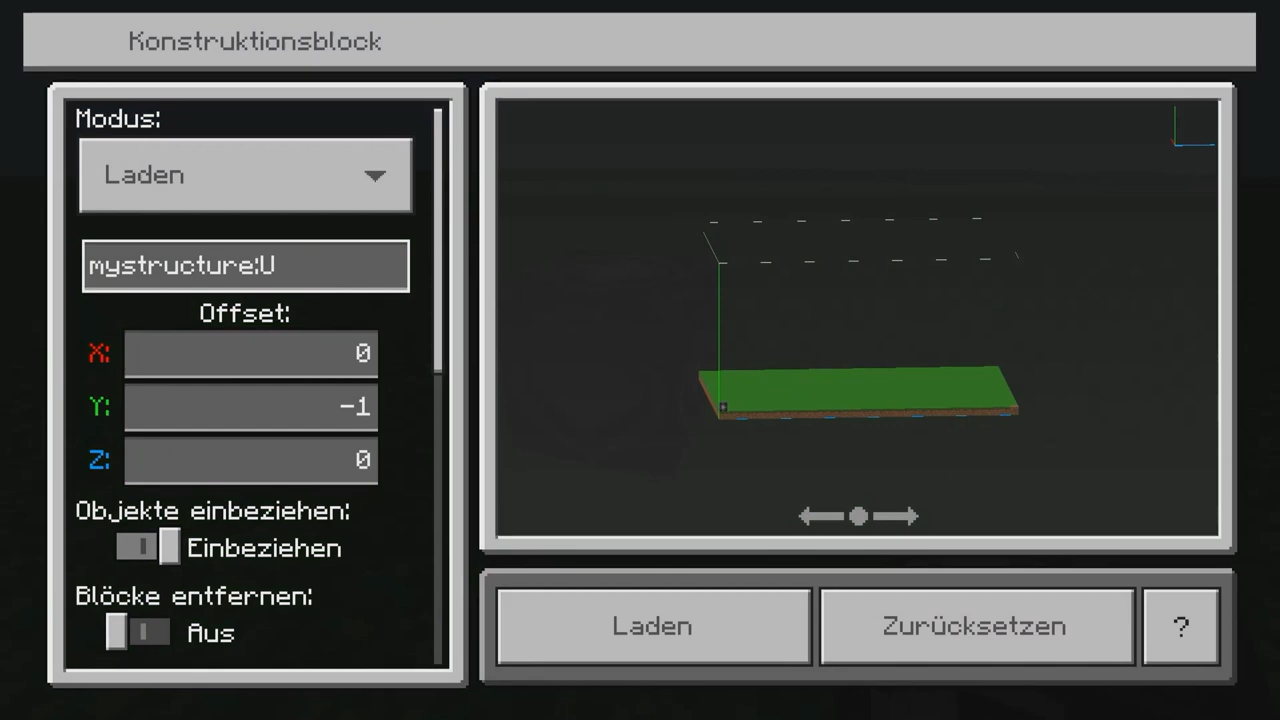 Konstruktionsblock
Modus:
Laden
mystructure:U
Offset:
X: 0
Y: -1
Z: 0
Objekte einbeziehen:
Einbeziehen
Blöcke entfernen:
Aus
Laden
Zurücksetzen
?